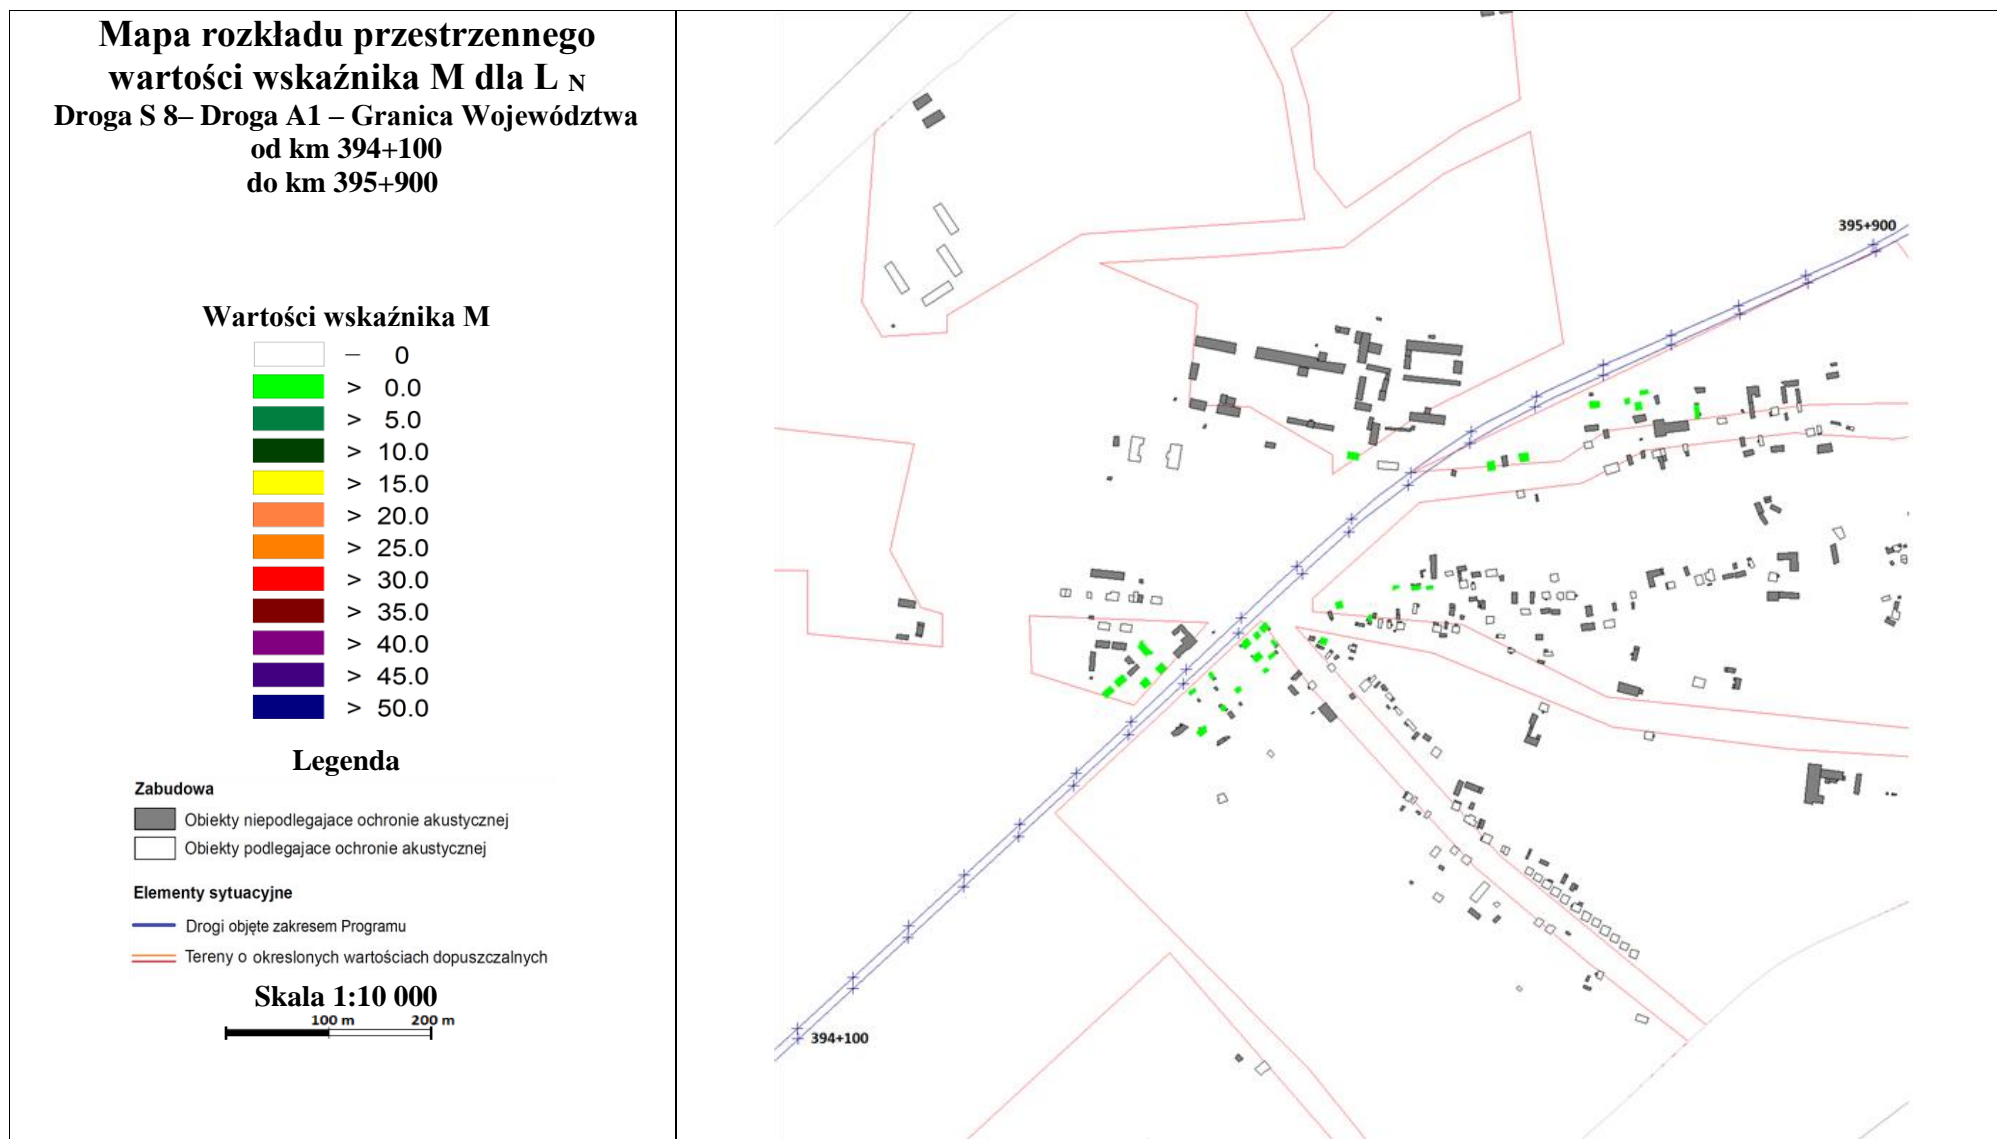 Mapa rozkładu przestrzennego
wartości wskaźnika M dla L N
Droga S 8– Droga A1 – Granica Województwa
od km 394+100
do km 395+900
Wartości wskaźnika M
– 0
> 0.0
> 5.0
> 10.0
> 15.0
> 20.0
> 25.0
> 30.0
> 35.0
> 40.0
> 45.0
> 50.0
Legenda
Zabudowa
Obiekty niepodlegajace ochronie akustycznej
Obiekty podlegajace ochronie akustycznej
Elementy sytuacyjne
Drogi objęte zakresem Programu
Tereny o okreslonych wartościach dopuszczalnych
Skala 1:10 000
100 m 200 m
395+900
394+100